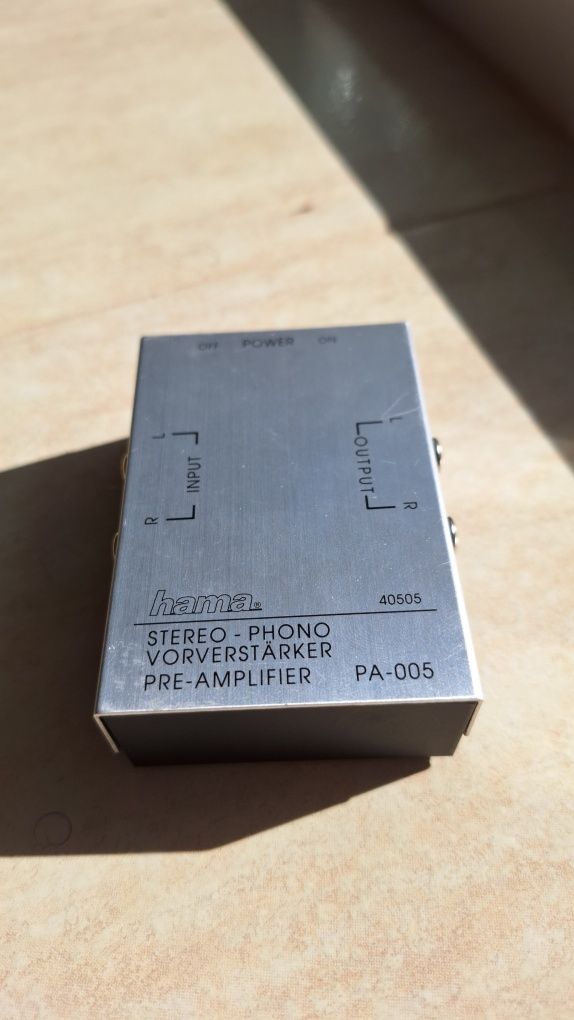 OFF POWER ON
L
INPUT
R
L
OUTPUT
R
hama® 40505
STEREO - PHONO
VORVERSTÄRKER
PRE-AMPLIFIER PA-005